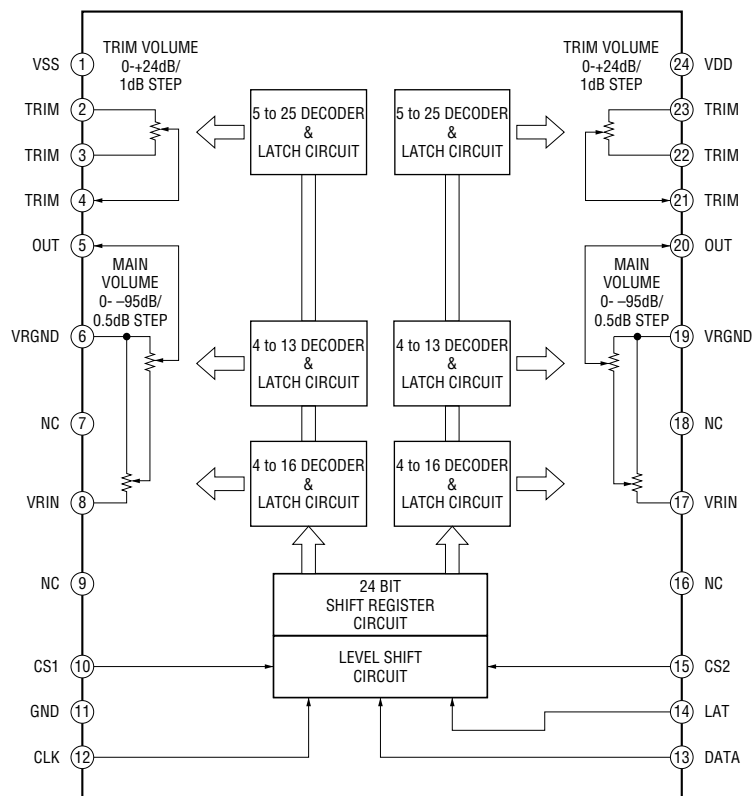 TRIM VOLUME
0-+24dB/
1dB STEP
TRIM VOLUME
0-+24dB/
1dB STEP
VSS 1
24 VDD
TRIM 2
5 to 25 DECODER
&
LATCH CIRCUIT
5 to 25 DECODER
&
LATCH CIRCUIT
23 TRIM
TRIM 3
22 TRIM
TRIM 4
21 TRIM
OUT 5
20 OUT
MAIN
VOLUME
0- –95dB/
0.5dB STEP
MAIN
VOLUME
0- –95dB/
0.5dB STEP
VRGND 6
19 VRGND
4 to 13 DECODER
&
LATCH CIRCUIT
4 to 13 DECODER
&
LATCH CIRCUIT
NC 7
18 NC
4 to 16 DECODER
&
LATCH CIRCUIT
4 to 16 DECODER
&
LATCH CIRCUIT
VRIN 8
17 VRIN
NC 9
16 NC
24 BIT
SHIFT REGISTER
CIRCUIT
LEVEL SHIFT
CIRCUIT
CS1 10
15 CS2
GND 11
14 LAT
CLK 12
13 DATA